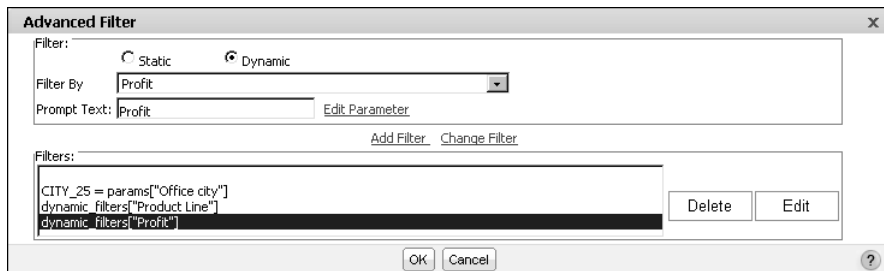 Advanced Filter x
Filter:
Static Dynamic
Filter By Profit
Prompt Text: Profit Edit Parameter
Add Filter Change Filter
Filters:
CITY_25 = params["Office city"]
dynamic_filters["Product Line"]
dynamic_filters["Profit"]
Delete Edit
OK Cancel ?